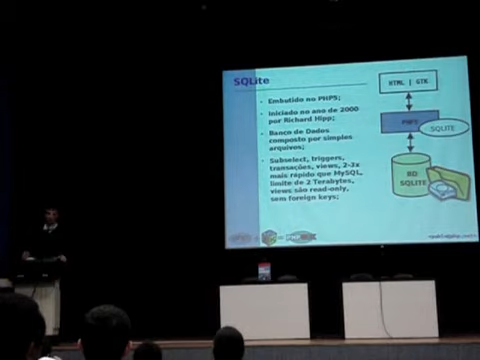 SQLite
- Embutido no PHP5;
- Iniciado no ano de 2000
por Richard Hipp;
- Banco de Dados
composto por simples
arquivos;
- Subselect, triggers,
transações, views, 2-3x
mais rápido que MySQL,
limite de 2 Terabytes,
views são read-only,
sem foreign keys;
HTML | GTK
PHP5
SQLITE
BD
SQLITE